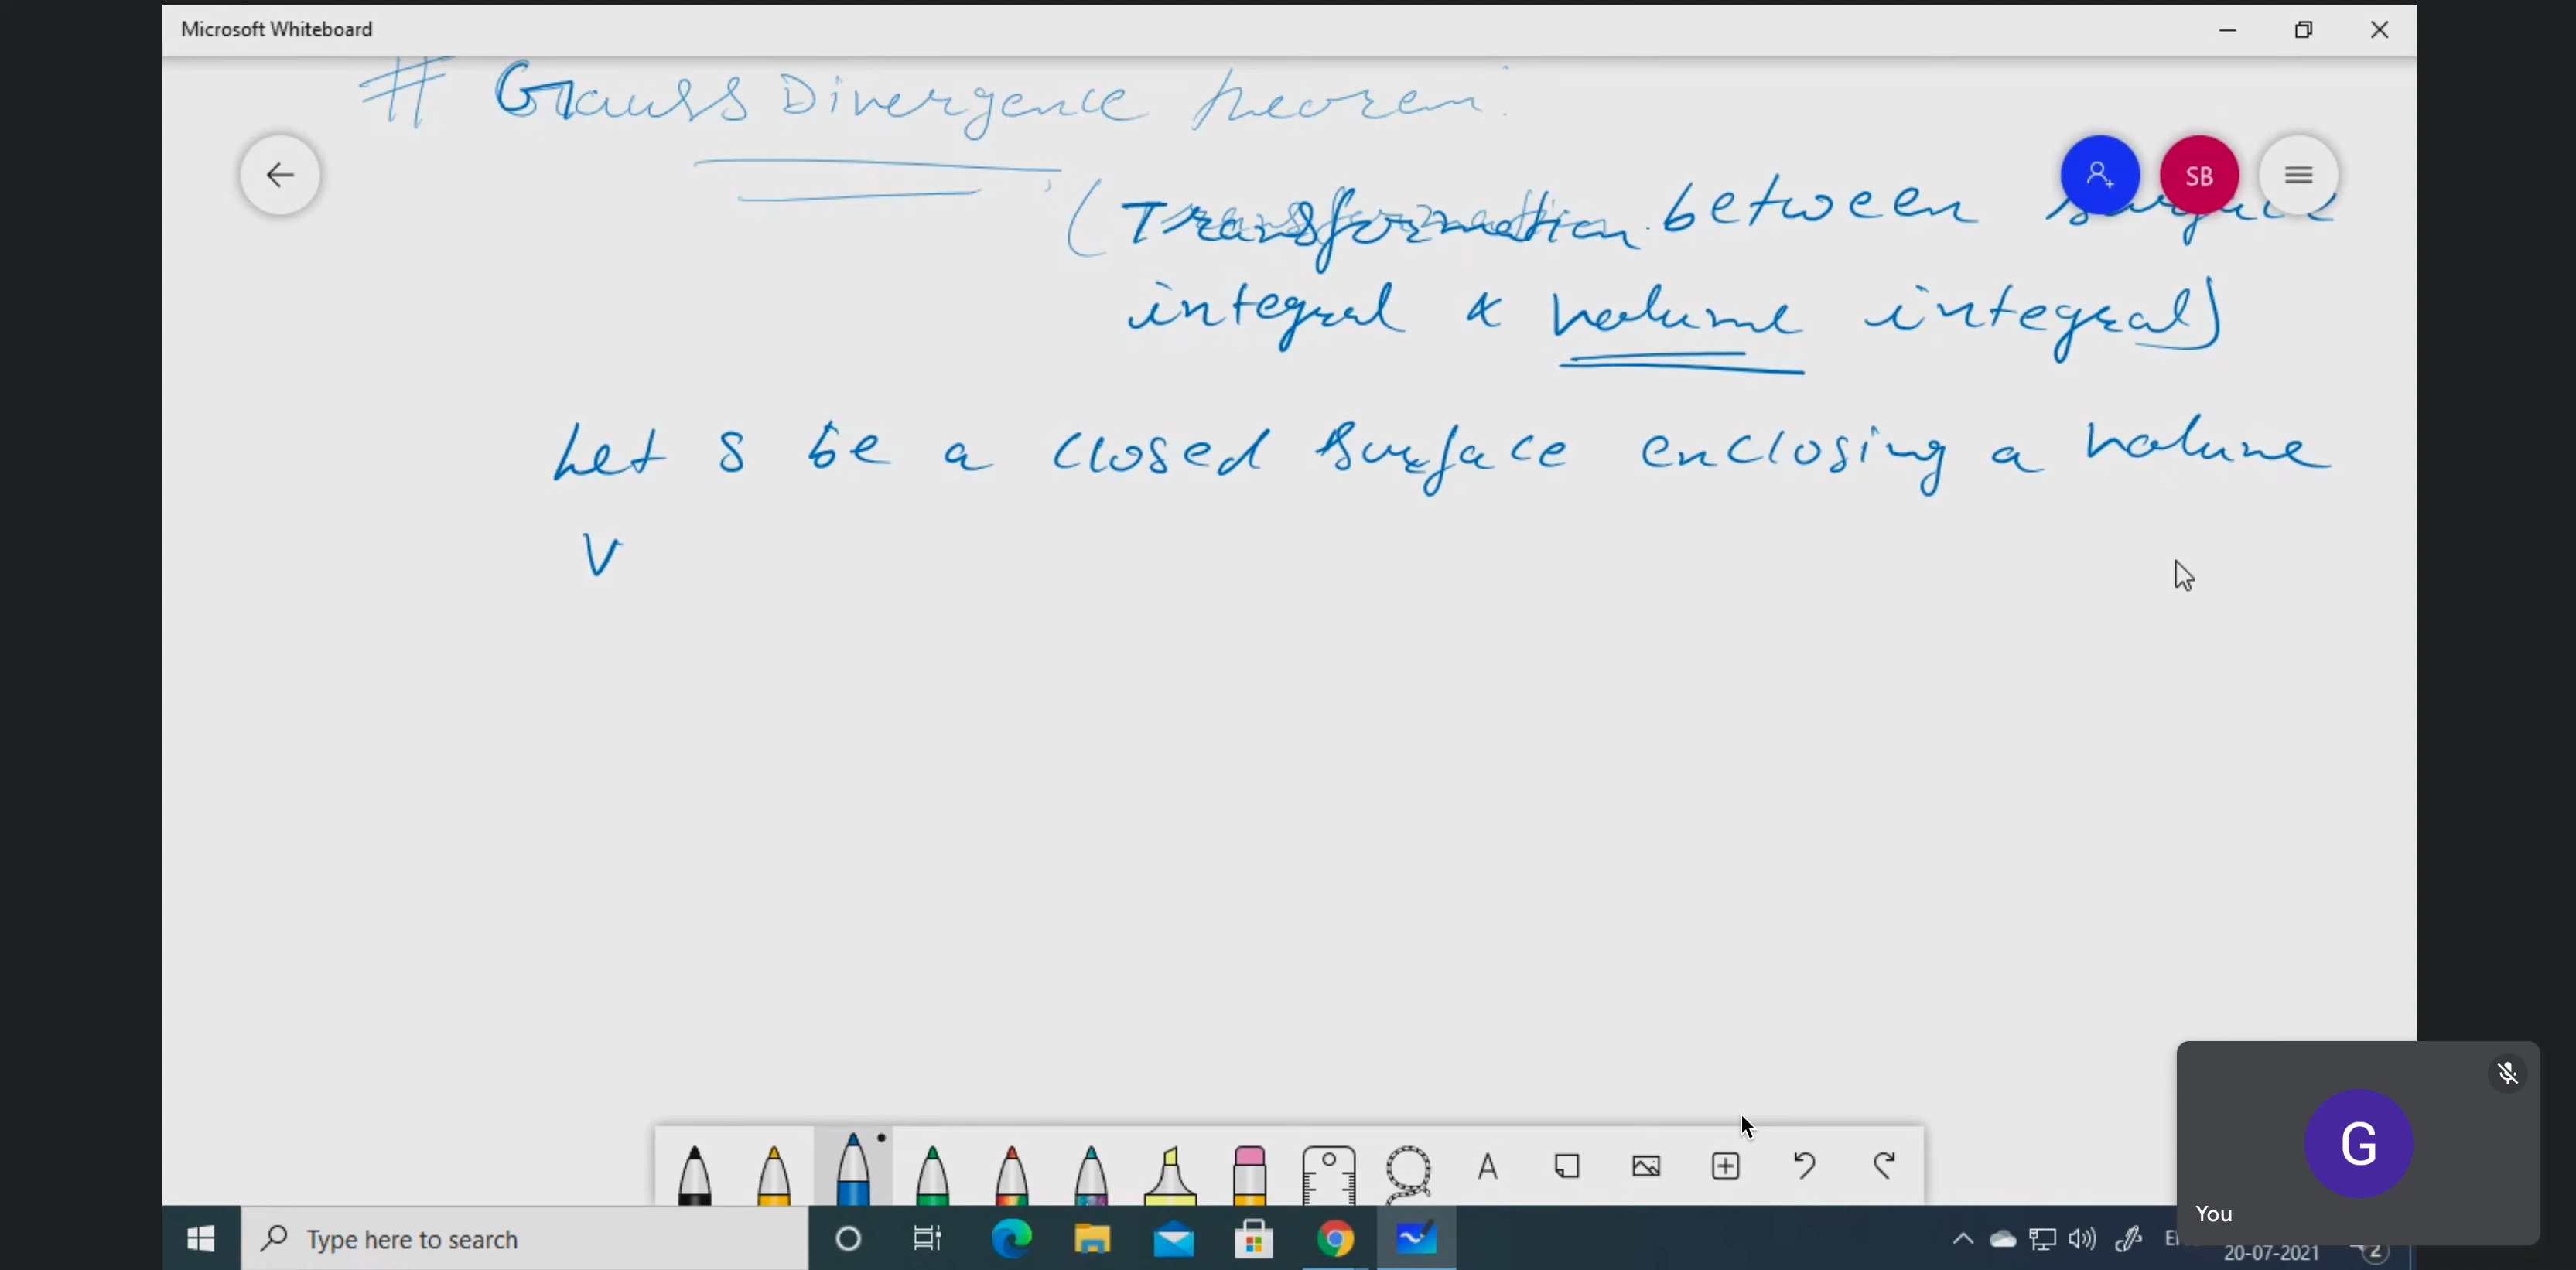 Microsoft Whiteboard
# Gauss Divergence theorem.
(Transformation between surface
SB
integral & volume integral)
Let S be a closed surface enclosing a volume
V
A
G
You
Type here to search
20-07-2021
2